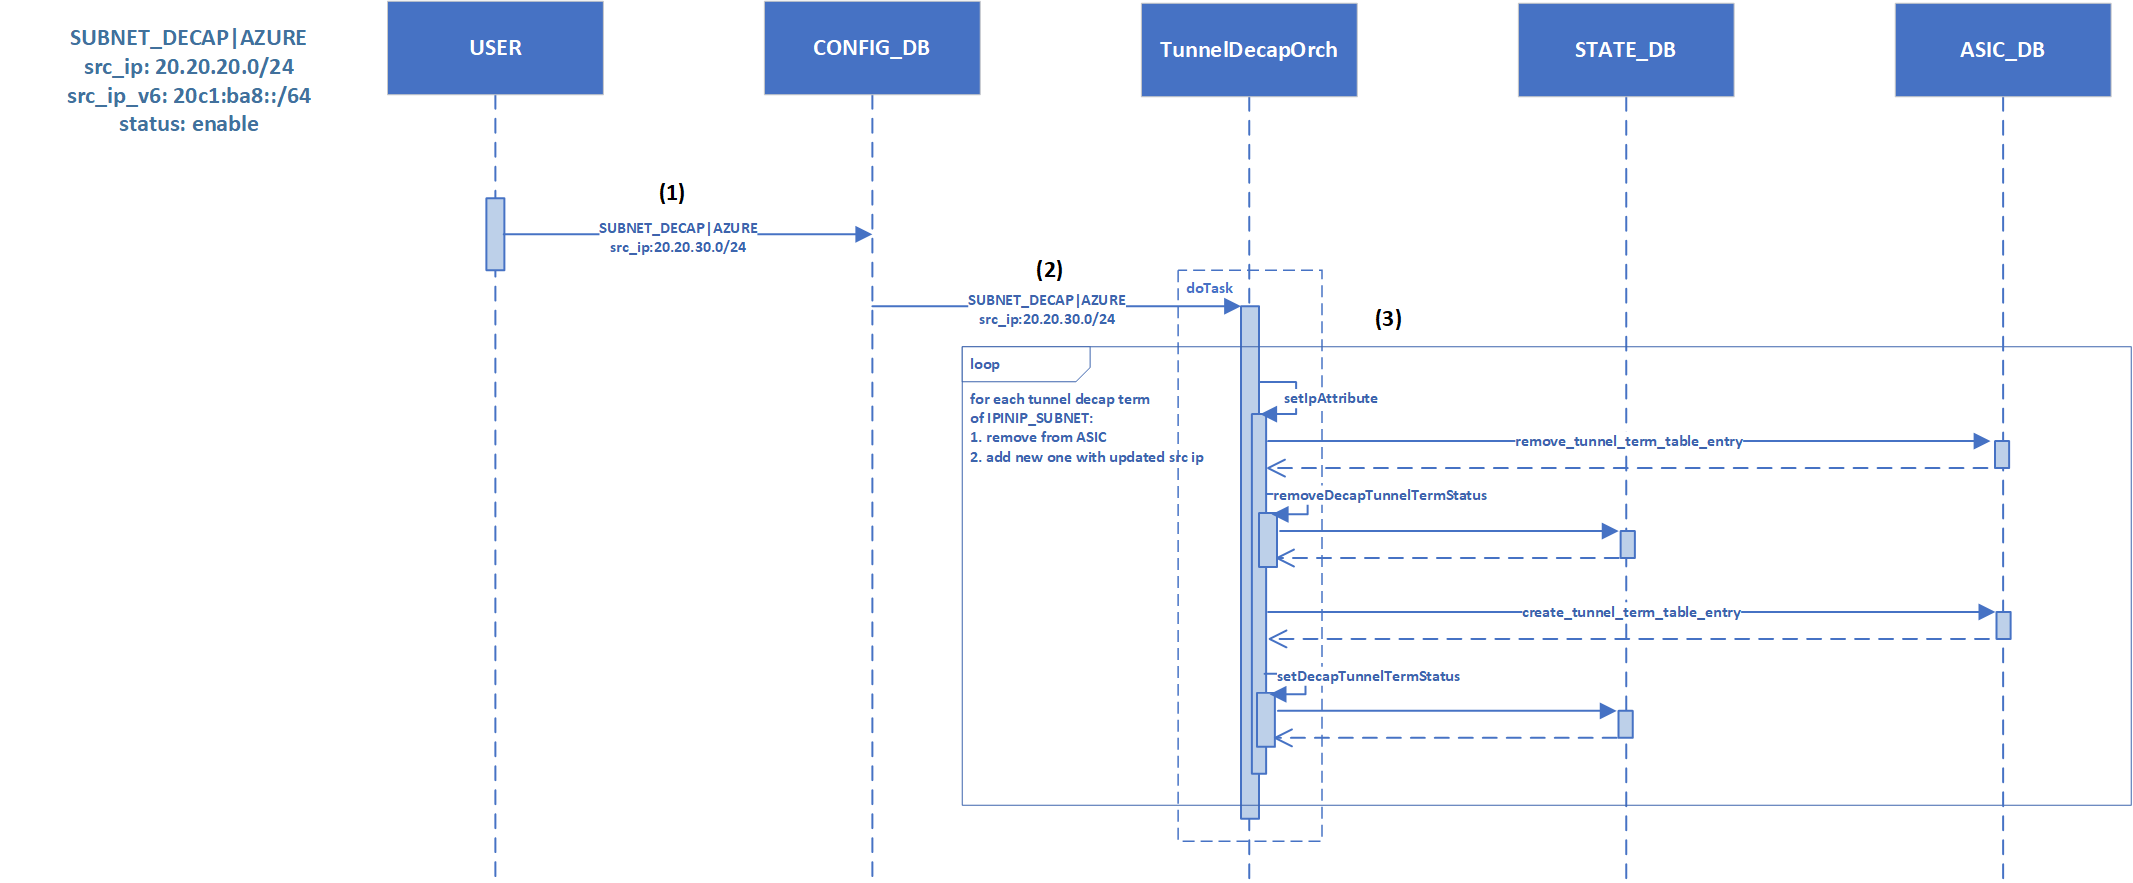 SUBNET_DECAP|AZURE
src_ip: 20.20.20.0/24
src_ip_v6: 20c1:ba8::/64
status: enable
USER
CONFIG_DB
TunnelDecapOrch
STATE_DB
ASIC_DB
(1)
SUBNET_DECAP|AZURE
src_ip:20.20.30.0/24
(2)
SUBNET_DECAP|AZURE
src_ip:20.20.30.0/24
doTask
(3)
loop
for each tunnel decap term
of IPINIP_SUBNET:
1. remove from ASIC
2. add new one with updated src ip
setIpAttribute
remove_tunnel_term_table_entry
removeDecapTunnelTermStatus
create_tunnel_term_table_entry
setDecapTunnelTermStatus